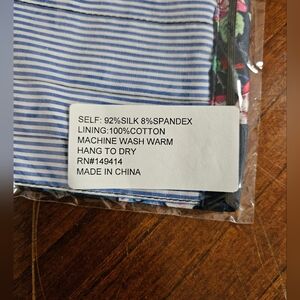 SELF: 92%SILK 8%SPANDEX
LINING:100%COTTON
MACHINE WASH WARM
HANG TO DRY
RN#149414
MADE IN CHINA